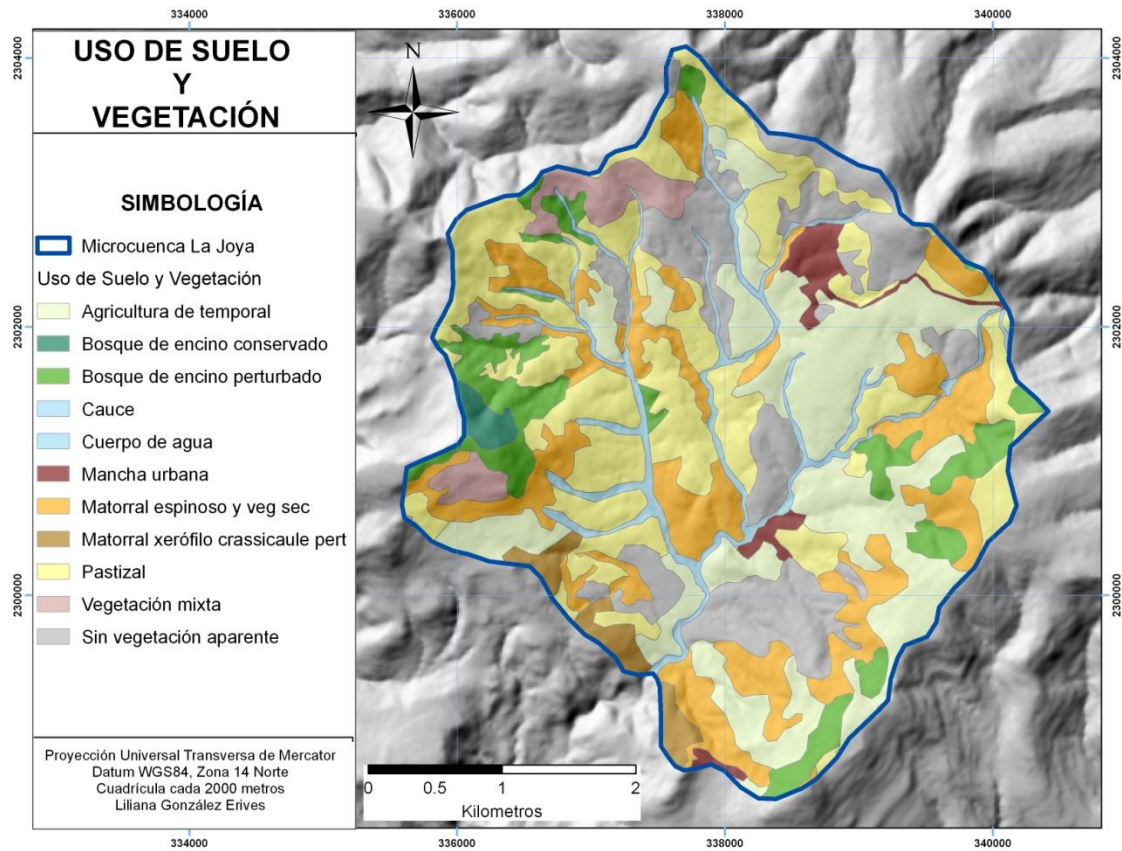 334000
336000
338000
340000
USO DE SUELO
Y
VEGETACIÓN
SIMBOLOGÍA
Microcuenca La Joya
Uso de Suelo y Vegetación
Agricultura de temporal
Bosque de encino conservado
Bosque de encino perturbado
Cauce
Cuerpo de agua
Mancha urbana
Matorral espinoso y veg sec
Matorral xerófilo crassicaule pert
Pastizal
Vegetación mixta
Sin vegetación aparente
Proyección Universal Transversa de Mercator
Datum WGS84, Zona 14 Norte
Cuadrícula cada 2000 metros
Liliana González Erives
N
0 0.5 1 2
Kilometros
2304000
2302000
2300000
2304000
2302000
2300000
334000
336000
338000
340000